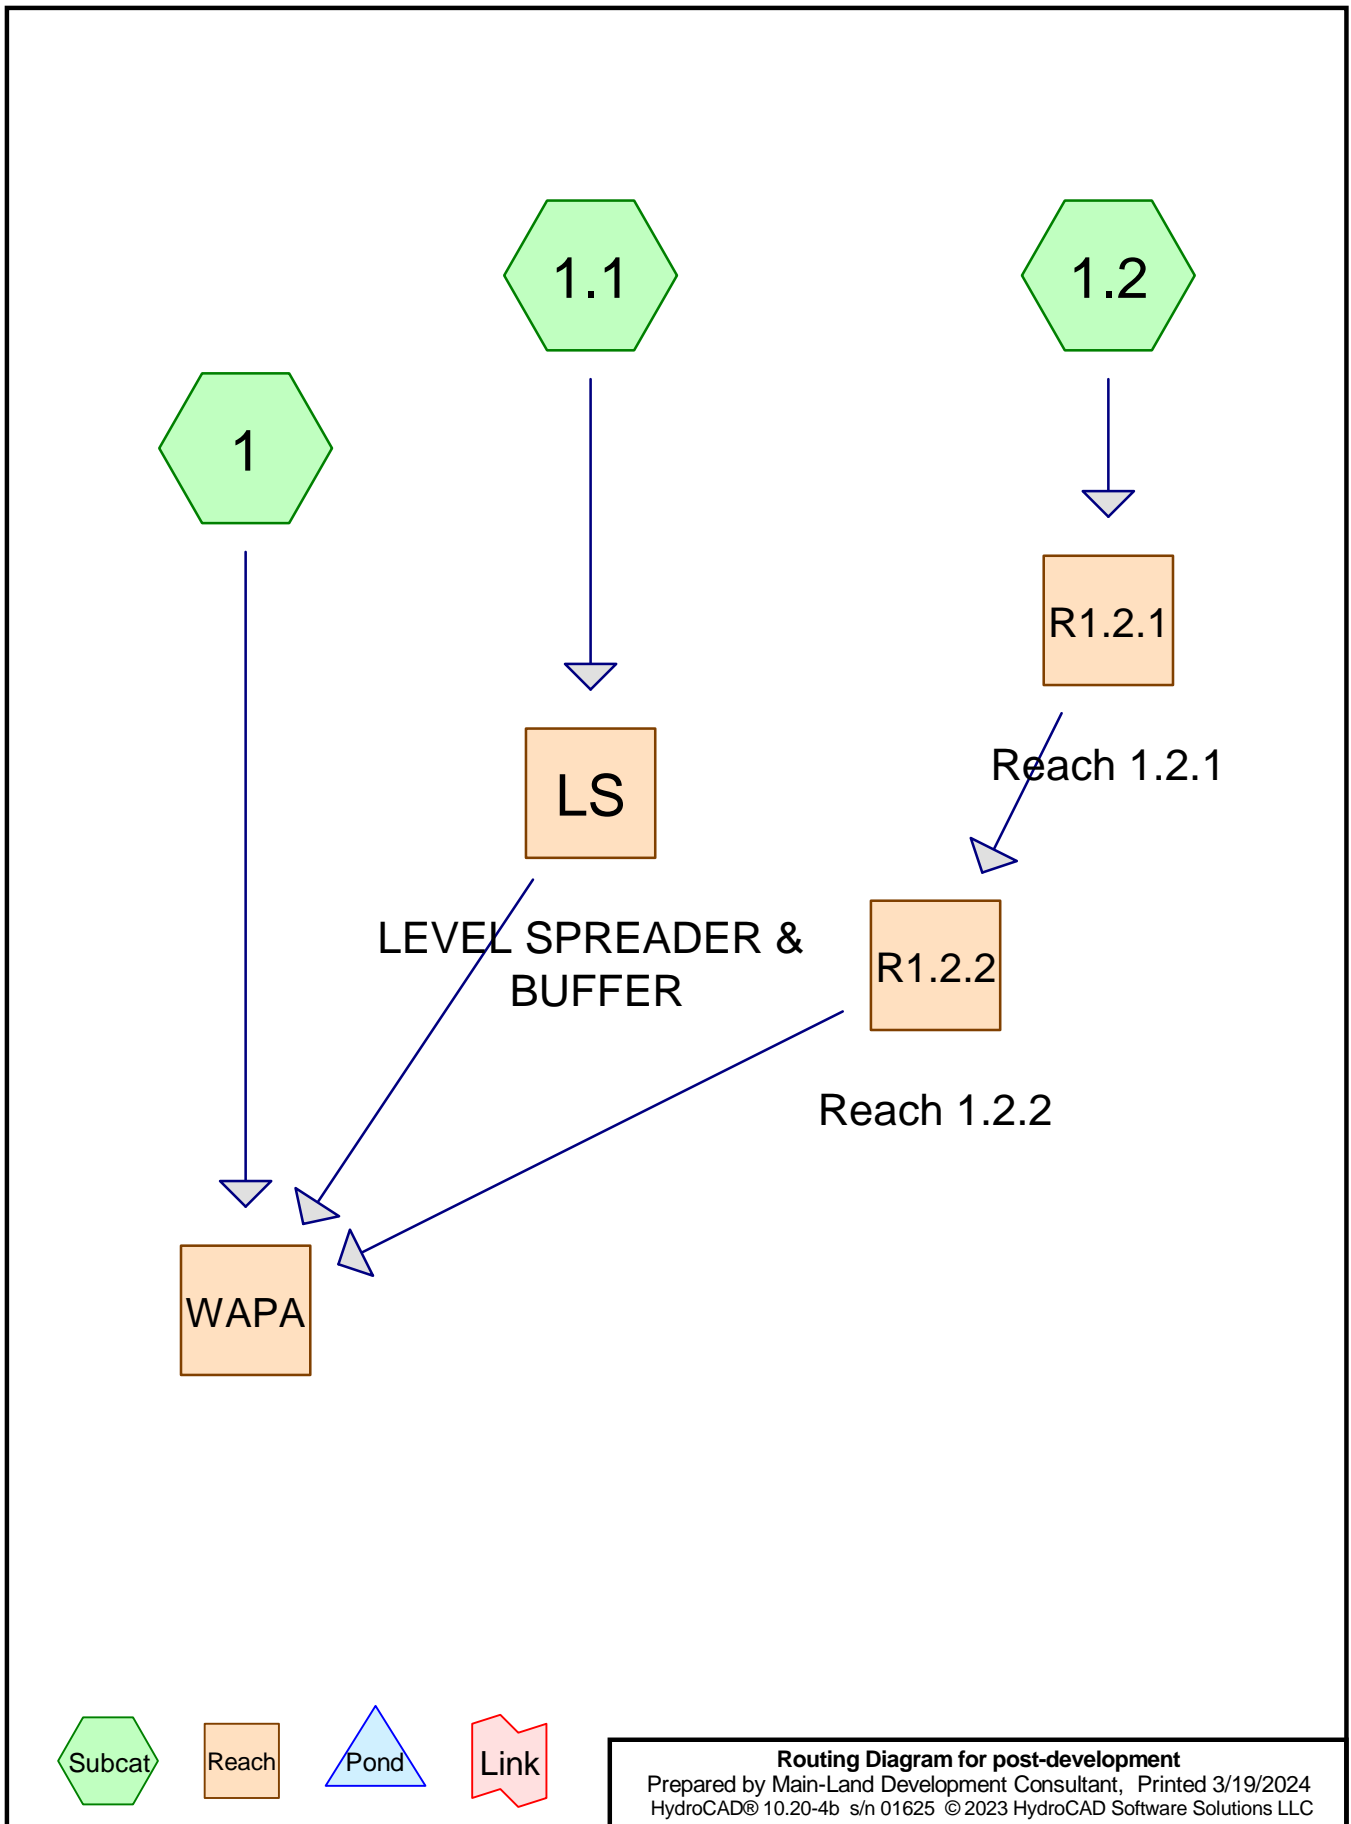 1.1
1.2
1
R1.2.1
Reach 1.2.1
LS
LEVEL SPREADER &
BUFFER
R1.2.2
Reach 1.2.2
WAPA
Subcat
Reach
Pond
Link
Routing Diagram for post-development
Prepared by Main-Land Development Consultant, Printed 3/19/2024
HydroCAD® 10.20-4b s/n 01625 © 2023 HydroCAD Software Solutions LLC